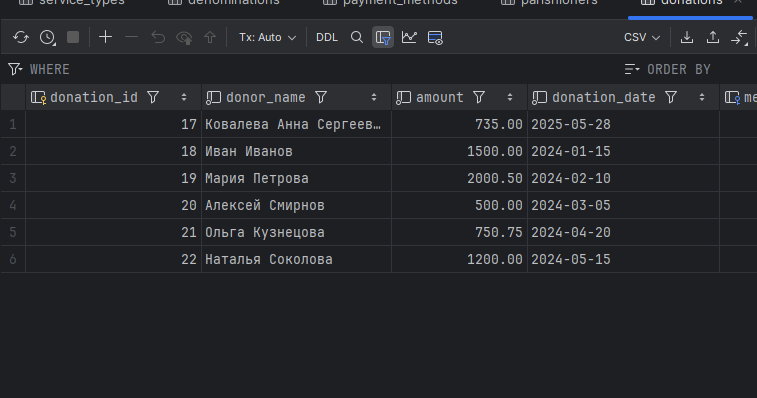 service_types denominations payment_methods parishioners donations
Tx: Auto DDL CSV
WHERE ORDER BY
donation_id donor_name amount donation_date me
1 17 Ковалева Анна Сергеев… 735.00 2025-05-28
2 18 Иван Иванов 1500.00 2024-01-15
3 19 Мария Петрова 2000.50 2024-02-10
4 20 Алексей Смирнов 500.00 2024-03-05
5 21 Ольга Кузнецова 750.75 2024-04-20
6 22 Наталья Соколова 1200.00 2024-05-15